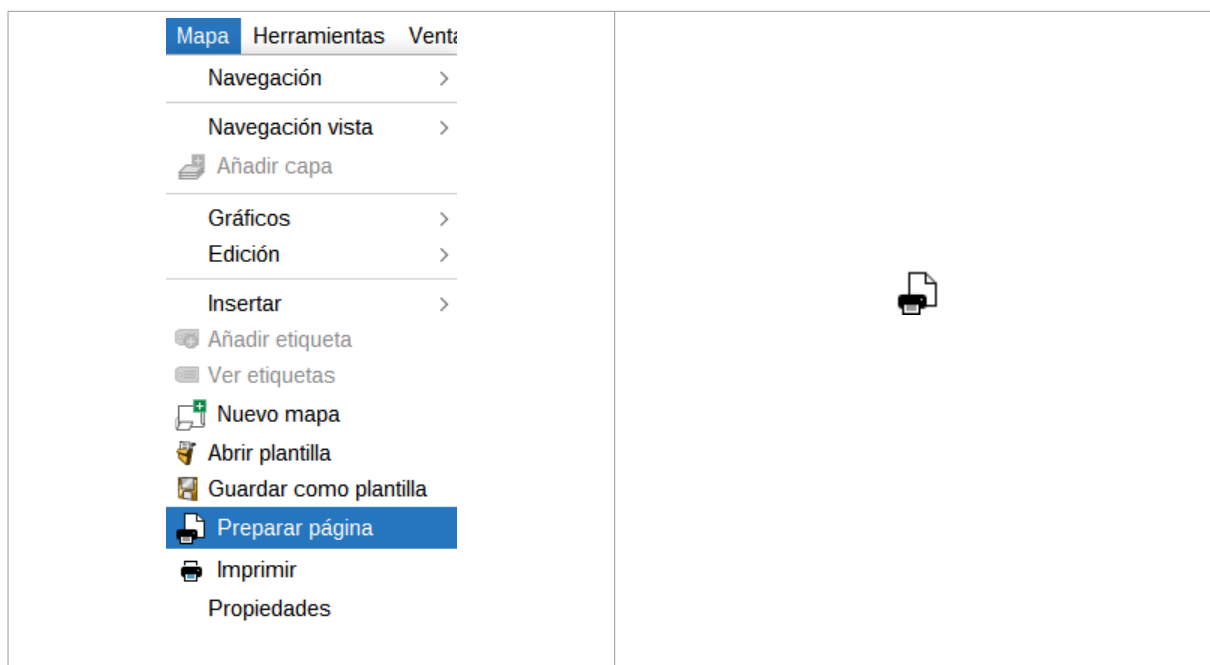 Mapa Herramientas Venta
Navegación
Navegación vista
Añadir capa
Gráficos
Edición
Insertar
Añadir etiqueta
Ver etiquetas
Nuevo mapa
Abrir plantilla
Guardar como plantilla
Preparar página
Imprimir
Propiedades